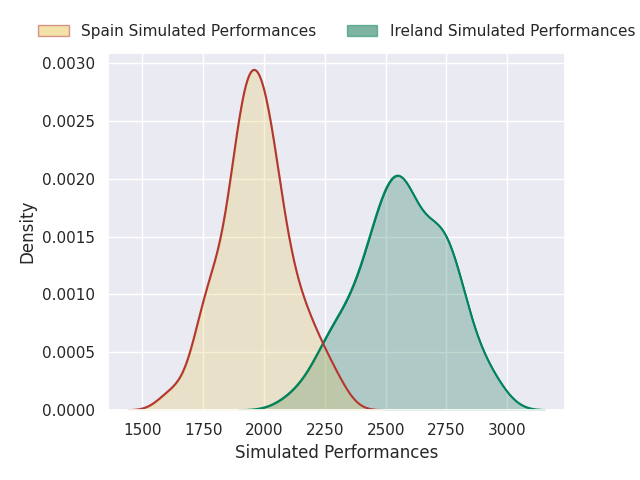 Spain Simulated Performances Ireland Simulated Performances
0.0030
0.0025
0.0020
0.0015
0.0010
0.0005
0.0000
Density
1500 1750 2000 2250 2500 2750 3000
Simulated Performances